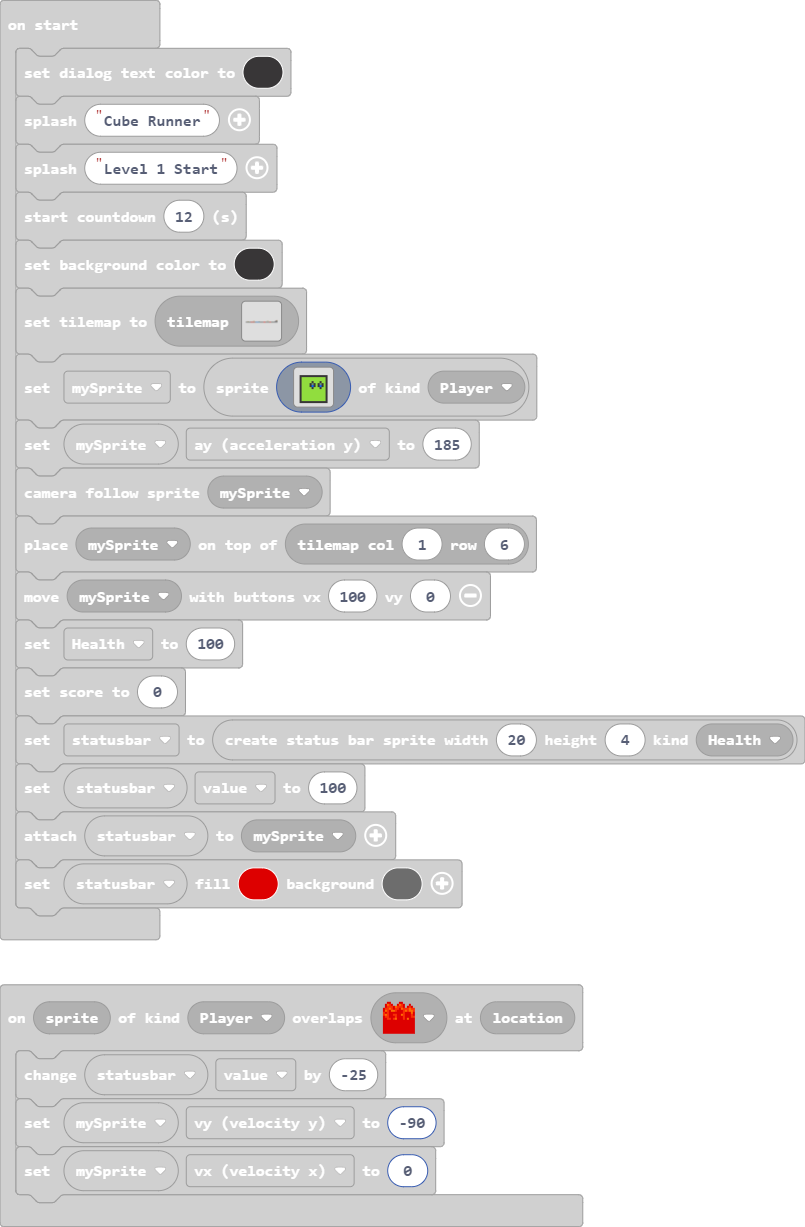 on start
set dialog text color to
splash "Cube Runner"
splash "Level 1 Start"
start countdown 12 (s)
set background color to
set tilemap to tilemap
set mySprite to sprite of kind Player
set mySprite ay (acceleration y) to 185
camera follow sprite mySprite
place mySprite on top of tilemap col 1 row 6
move mySprite with buttons vx 100 vy 0
set Health to 100
set score to 0
set statusbar to create status bar sprite width 20 height 4 kind Health
set statusbar value to 100
attach statusbar to mySprite
set statusbar fill background
on sprite of kind Player overlaps at location
change statusbar value by -25
set mySprite vy (velocity y) to -90
set mySprite vx (velocity x) to 0